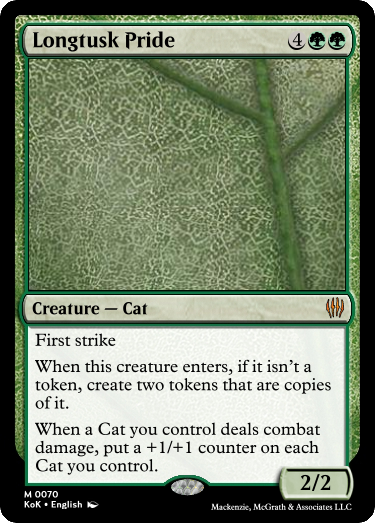 Longtusk Pride 4
Creature — Cat
First strike
When this creature enters, if it isn't a
token, create two tokens that are copies
of it.
When a Cat you control deals combat
damage, put a +1/+1 counter on each
Cat you control.
2/2
M 0070
KoK • English
Mackenzie, McGrath & Associates LLC